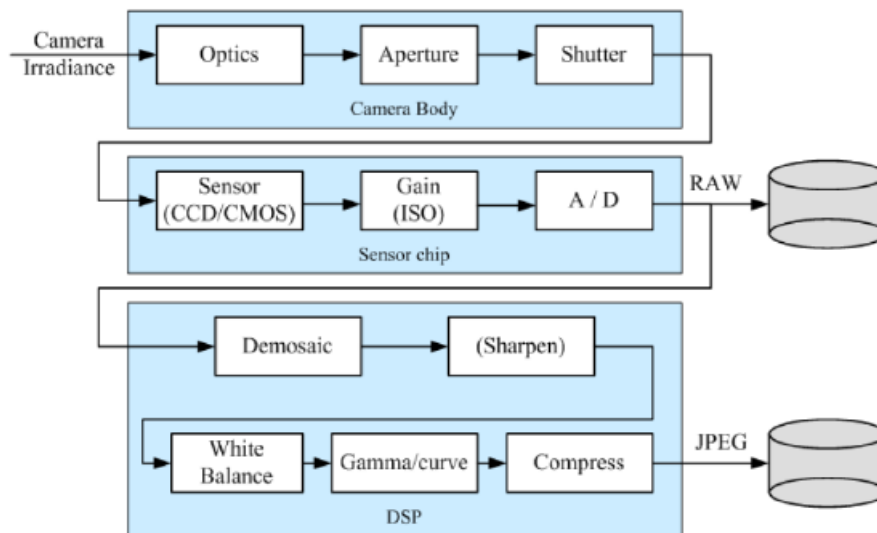 Camera
Irradiance
Optics
Aperture
Shutter
Camera Body
Sensor
(CCD/CMOS)
Gain
(ISO)
A / D
RAW
Sensor chip
Demosaic
(Sharpen)
White
Balance
Gamma/curve
Compress
JPEG
DSP